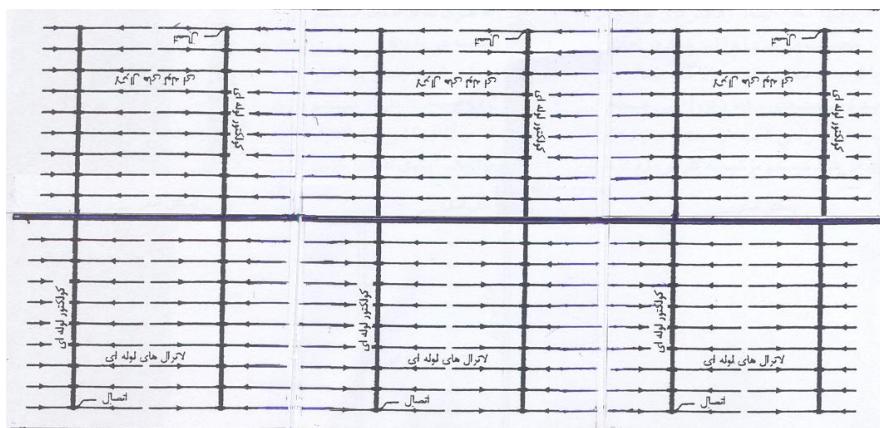 اتصال
اتصال
اتصال
لاترال های لوله ای
لاترال های لوله ای
لاترال های لوله ای
کولکتور لوله ای
کولکتور لوله ای
کولکتور لوله ای
کولکتور لوله ای
کولکتور لوله ای
کولکتور لوله ای
لاترال های لوله ای
لاترال های لوله ای
لاترال های لوله ای
اتصال
اتصال
اتصال